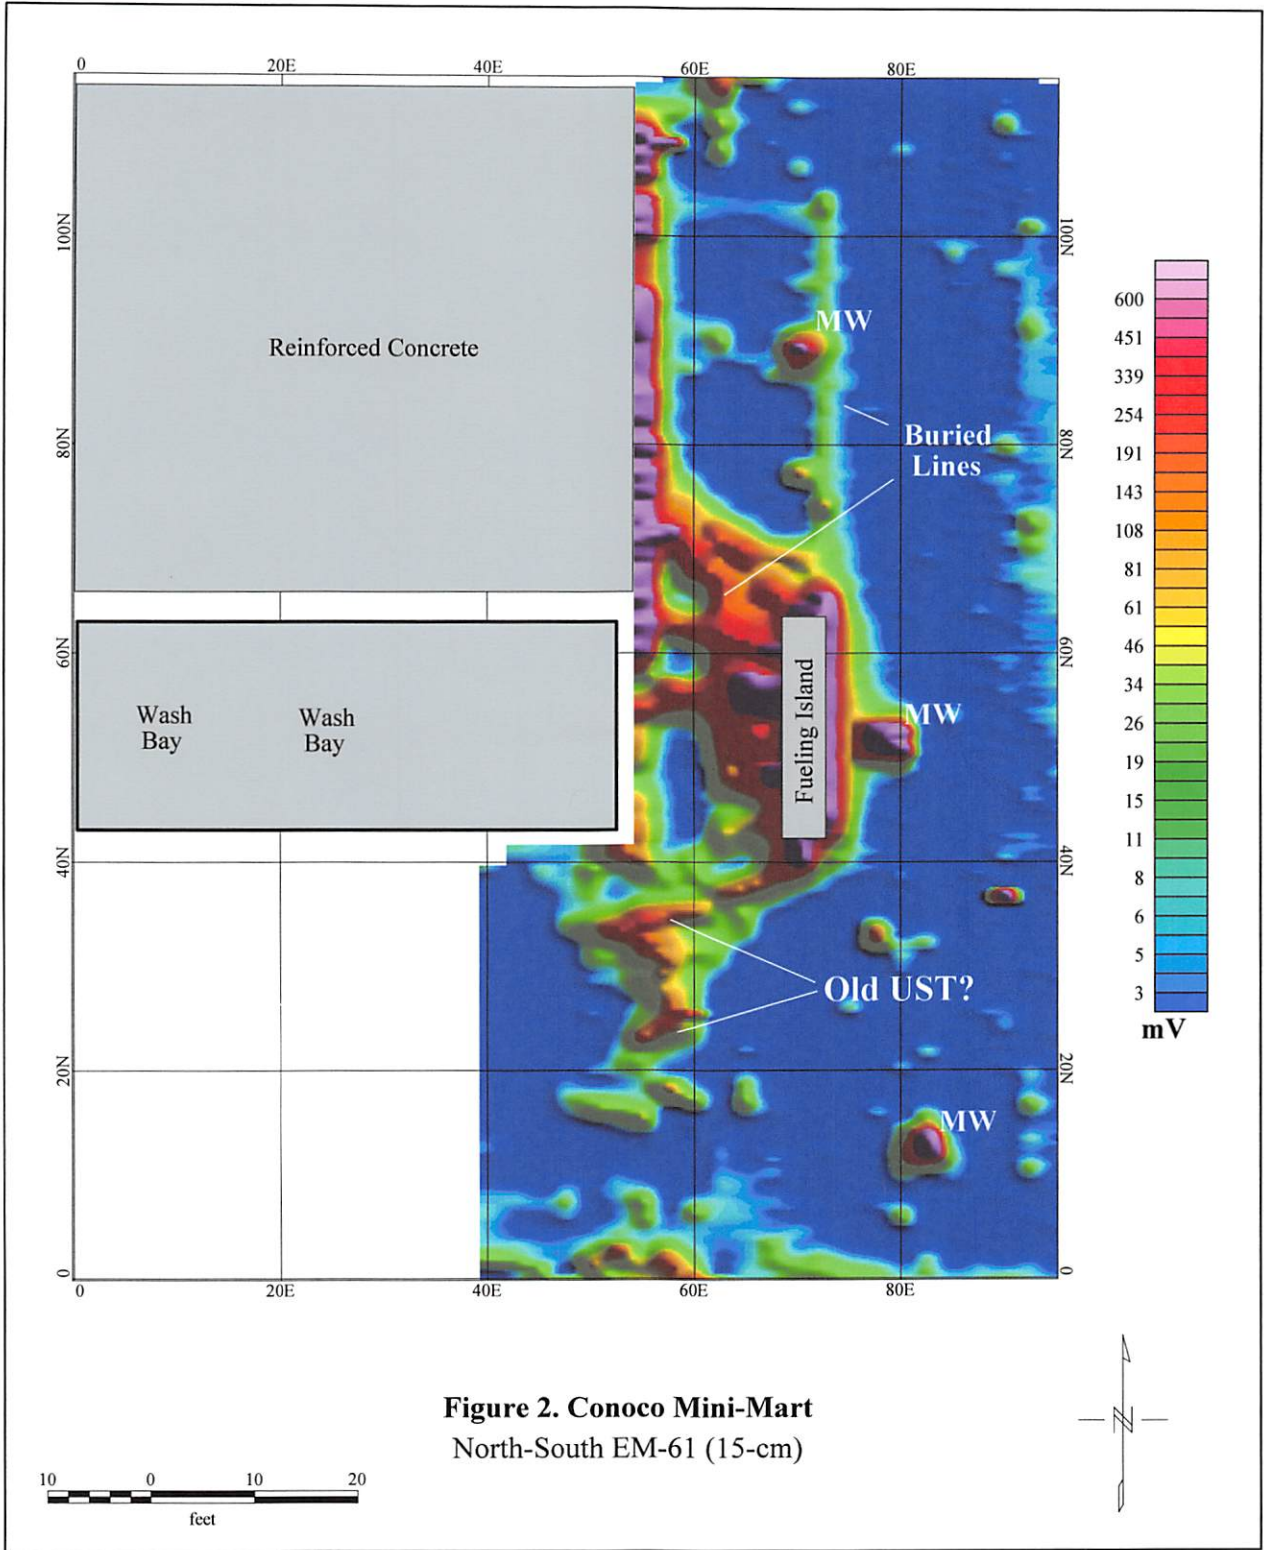 0 20E 40E 60E 80E
100N 100N
600
MW
451
Reinforced Concrete
339
254
Buried
Lines
80N 80N
191
143
108
81
61
60N 60N
46
34
Wash
Bay
Wash
Bay
Fueling Island
MW
26
19
15
11
40N 40N
8
6
Old UST?
5
3
mV
20N 20N
MW
0 0
0 20E 40E 60E 80E
Figure 2. Conoco Mini-Mart
North-South EM-61 (15-cm)
N
10 0 10 20
feet